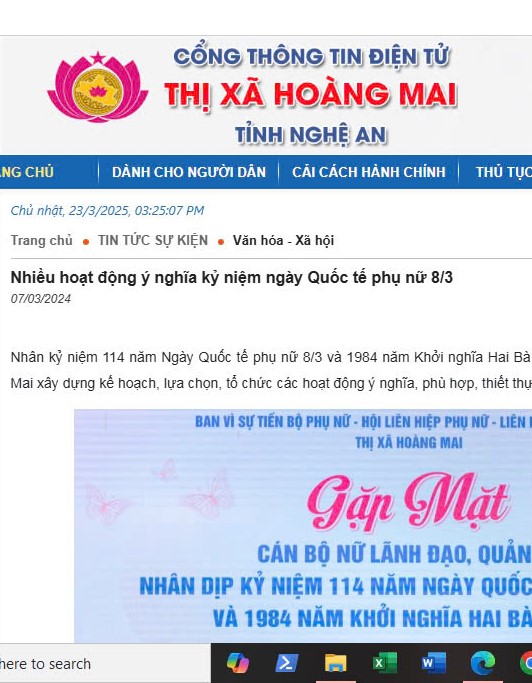 CỔNG THÔNG TIN ĐIỆN TỬ
THỊ XÃ HOÀNG MAI
TỈNH NGHỆ AN
CHỦ DÀNH CHO NGƯỜI DÂN CẢI CÁCH HÀNH CHÍNH THỦ TỤC
Chủ nhật, 23/3/2025, 03:25:07 PM
Trang chủ TIN TỨC SỰ KIỆN Văn hóa - Xã hội
Nhiều hoạt động ý nghĩa kỷ niệm ngày Quốc tế phụ nữ 8/3
07/03/2024
Nhân kỷ niệm 114 năm Ngày Quốc tế phụ nữ 8/3 và 1984 năm Khởi nghĩa Hai Bà
Mai xây dựng kế hoạch, lựa chọn, tổ chức các hoạt động ý nghĩa, phù hợp, thiết
BAN VÌ SỰ TIẾN BỘ PHỤ NỮ - HỘI LIÊN HIỆP PHỤ NỮ - LIÊN
THỊ XÃ HOÀNG MAI
Gặp Mặt
CÁN BỘ NỮ LÃNH ĐẠO, QUẢN
NHÂN DỊP KỶ NIỆM 114 NĂM NGÀY QUỐC
VÀ 1984 NĂM KHỞI NGHĨA HAI BÀ
here to search